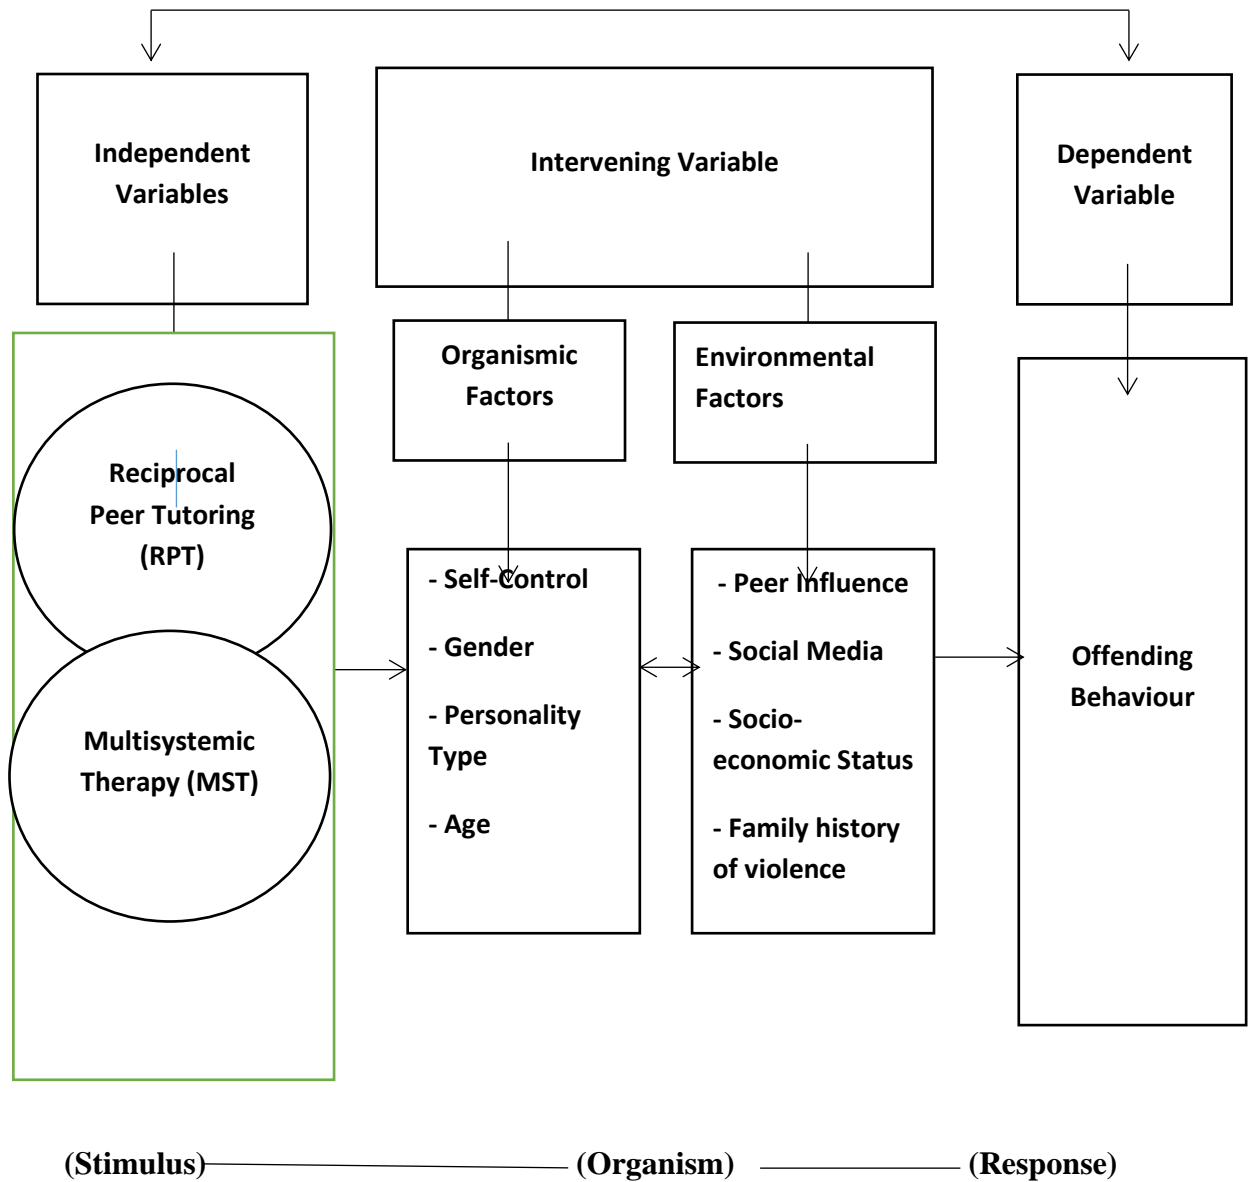 Independent
Variables
Intervening Variable
Dependent
Variable
Organismic
Factors
Environmental
Factors
Reciprocal
Peer Tutoring
(RPT)
Multisystemic
Therapy (MST)
- Self-Control
- Gender
- Personality
Type
- Age
- Peer Influence
- Social Media
- Socio-
economic Status
- Family history
of violence
Offending
Behaviour
(Stimulus)
(Organism)
(Response)